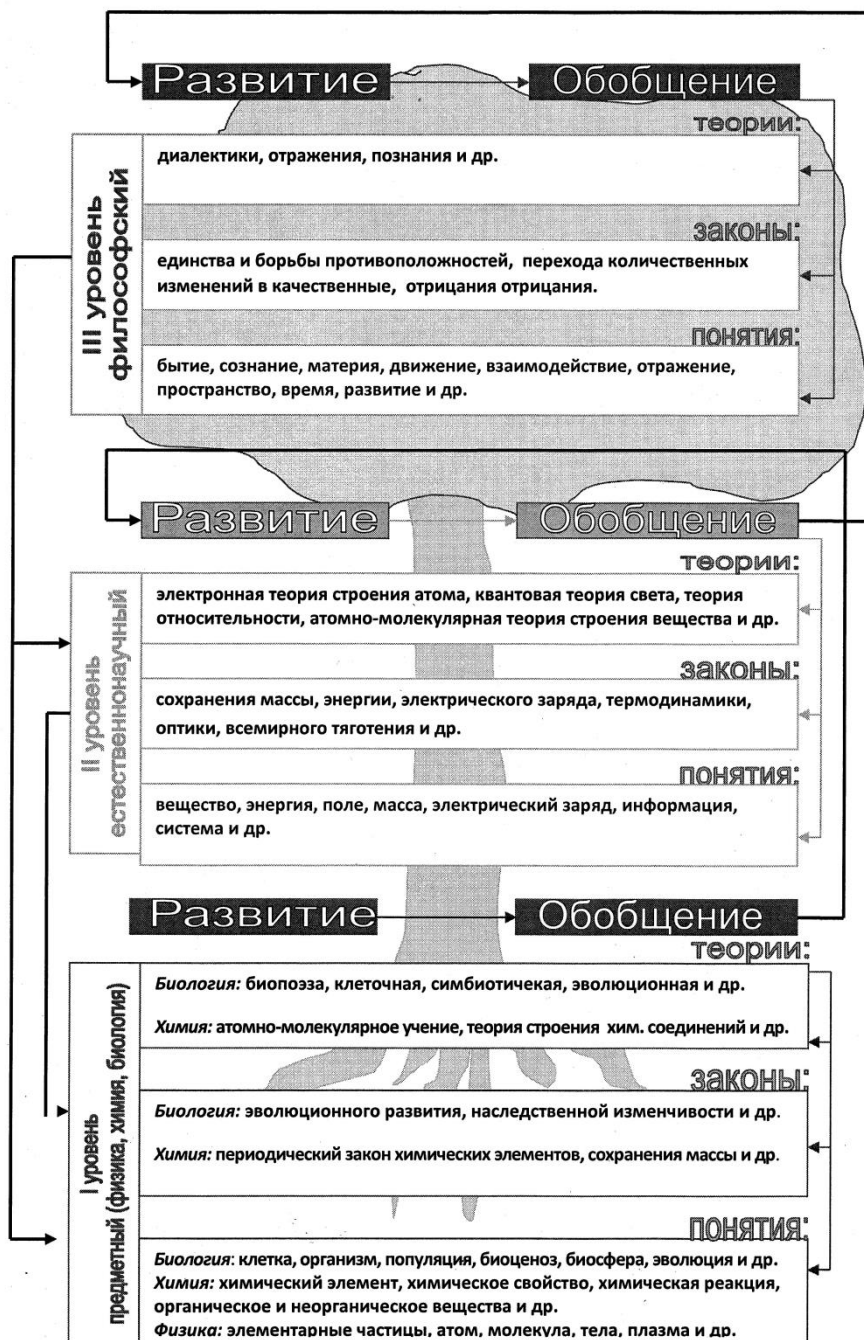 Развитие
Обобщение
теории:
диалектики, отражения, познания и др.
законы:
единства и борьбы противоположностей, перехода количественных
изменений в качественные, отрицания отрицания.
понятия:
бытие, сознание, материя, движение, взаимодействие, отражение,
пространство, время, развитие и др.
III уровень
философский
Развитие
Обобщение
теории:
электронная теория строения атома, квантовая теория света, теория
относительности, атомно-молекулярная теория строения вещества и др.
законы:
сохранения массы, энергии, электрического заряда, термодинамики,
оптики, всемирного тяготения и др.
понятия:
вещество, энергия, поле, масса, электрический заряд, информация,
система и др.
II уровень
естественнонаучный
Развитие
Обобщение
теории:
Биология: биопоэза, клеточная, симбиотичекая, эволюционная и др.
Химия: атомно-молекулярное учение, теория строения хим. соединений и др.
законы:
Биология: эволюционного развития, наследственной изменчивости и др.
Химия: периодический закон химических элементов, сохранения массы и др.
понятия:
Биология: клетка, организм, популяция, биоценоз, биосфера, эволюция и др.
Химия: химический элемент, химическое свойство, химическая реакция,
органическое и неорганическое вещества и др.
Физика: элементарные частицы, атом, молекула, тела, плазма и др.
I уровень
предметный (физика, химия, биология)